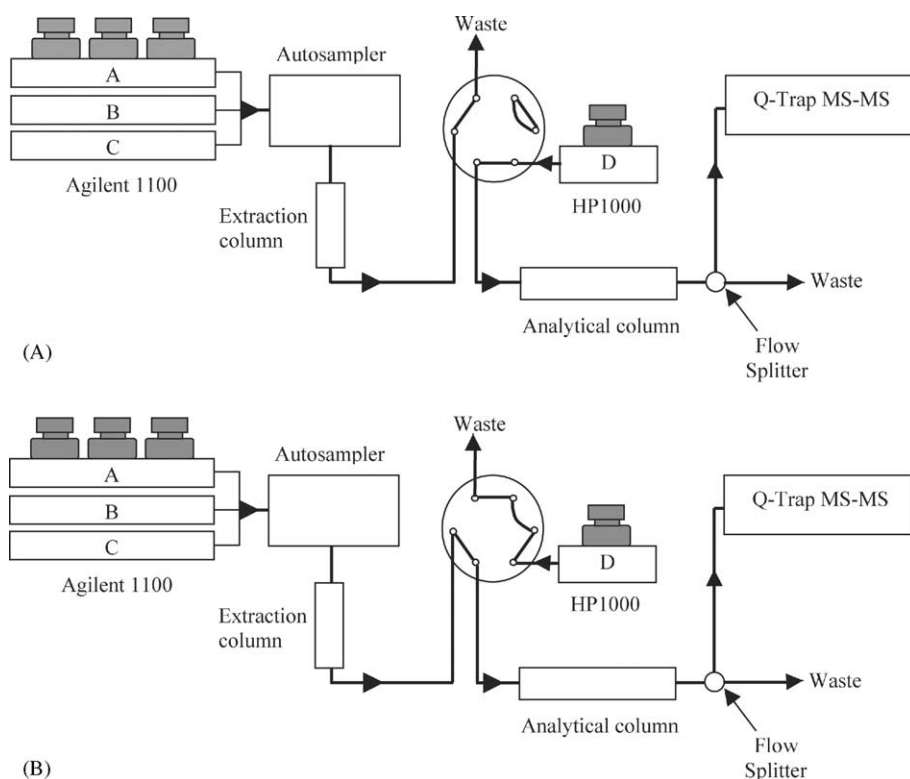 Waste
Autosampler
A
B
C
Agilent 1100
Q-Trap MS-MS
D
HP1000
Extraction
column
Waste
Analytical column
Flow
Splitter
(A)
Waste
Autosampler
A
B
C
Agilent 1100
Q-Trap MS-MS
D
HP1000
Extraction
column
Waste
Analytical column
Flow
Splitter
(B)